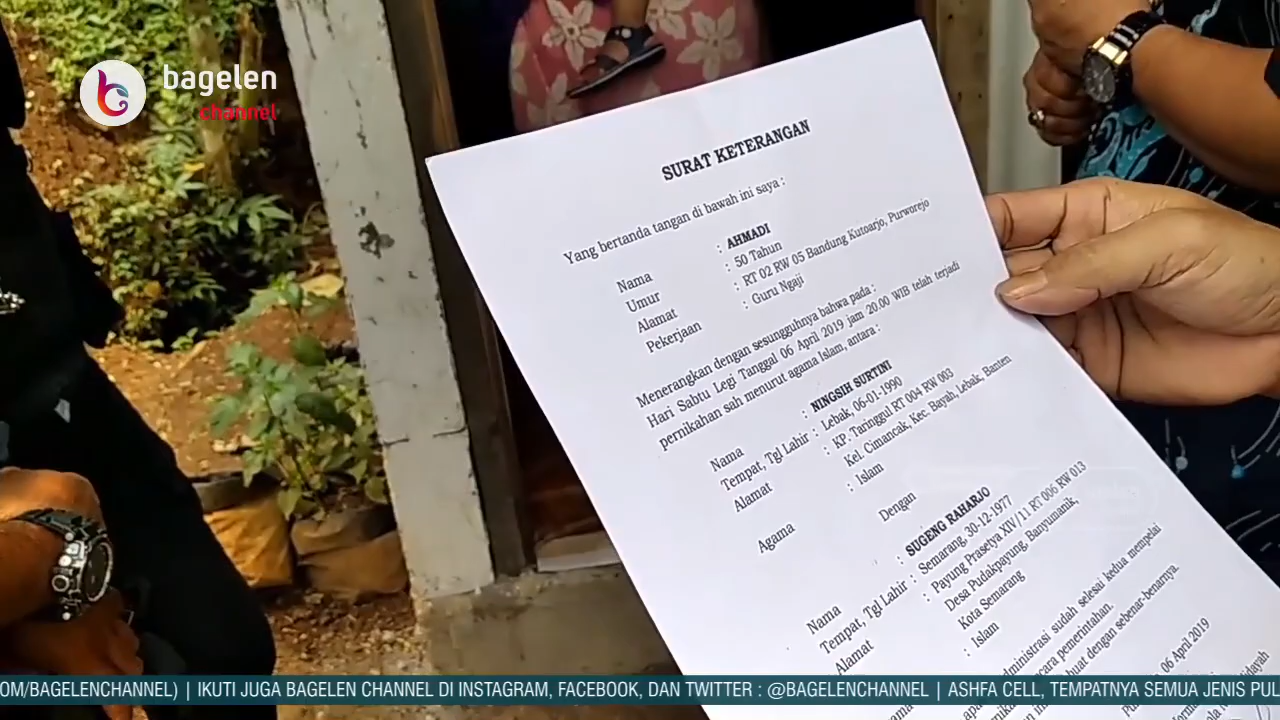 bagelen
channel
SURAT KETERANGAN
Yang bertanda tangan di bawah ini saya :
Nama : AHMADI
Umur : 50 Tahun
Alamat : RT 02 RW 05 Bandung Kutoarjo, Purworejo
Pekerjaan : Guru Ngaji
Menerangkan dengan sesungguhnya bahwa pada :
Hari Sabtu Legi Tanggal 06 April 2019 jam 20.00 WIB telah terjadi
pernikahan sah menurut agama Islam, antara :
Nama : NINGSIH SURTINI
Tempat, Tgl Lahir : Lebak, 06-01-1990
Alamat : KP. Taringgul RT 004 RW 003
Kel. Cimancak, Kec. Bayah, Lebak, Banten
Agama : Islam
Dengan
Nama : SUGENG RAHARJO
Tempat, Tgl Lahir : Semarang, 30-12-1977
Alamat : Payung Prasetya XIV/11 RT 006 RW 013
Desa Pudakpayung, Banyumanik,
Kota Semarang
: Islam
administrasi sudah selesai kedua mempelai
secara pemerintahan.
buat dengan sebenar-benarnya.
06 April 2019
COM/BAGELENCHANNEL) | IKUTI JUGA BAGELEN CHANNEL DI INSTAGRAM, FACEBOOK, DAN TWITTER : @BAGELENCHANNEL | ASHFA CELL, TEMPATNYA SEMUA JENIS PUL